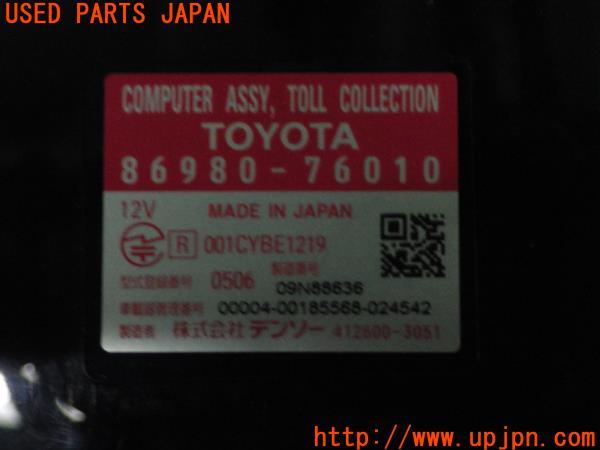 USED PARTS JAPAN
COMPUTER ASSY, TOLL COLLECTION
TOYOTA
86980-76010
12V MADE IN JAPAN
R 001CYBE1219
型式登録番号 0506 製造番号 09N88636
車載器管理番号 00004-00185568-024542
製造者 株式会社デンソー 412600-3051
http://www.upjpn.com/